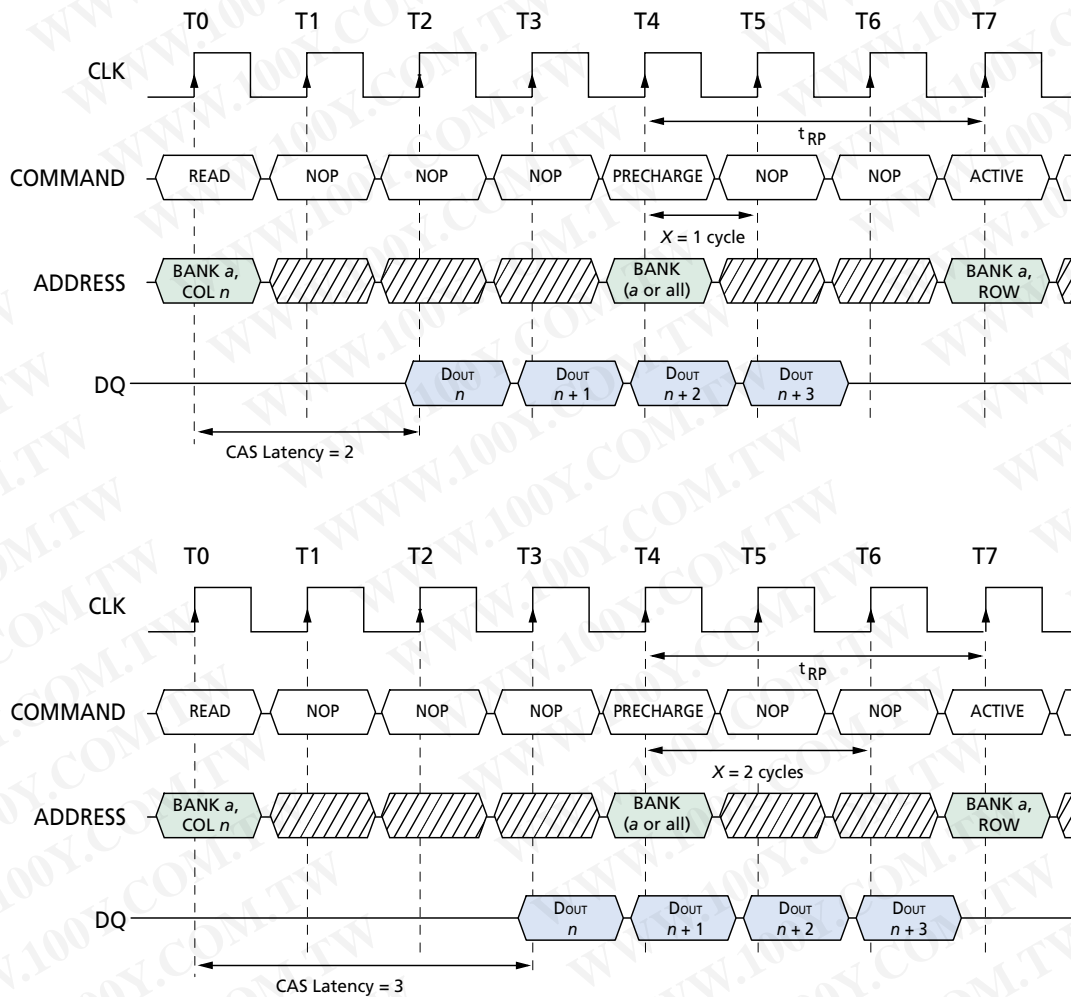 T0 T1 T2 T3 T4 T5 T6 T7
CLK
tRP
COMMAND READ NOP NOP NOP PRECHARGE NOP NOP ACTIVE
X = 1 cycle
ADDRESS BANK a, COL n BANK (a or all) BANK a, ROW
DQ DOUT n DOUT n + 1 DOUT n + 2 DOUT n + 3
CAS Latency = 2
T0 T1 T2 T3 T4 T5 T6 T7
CLK
tRP
COMMAND READ NOP NOP NOP PRECHARGE NOP NOP ACTIVE
X = 2 cycles
ADDRESS BANK a, COL n BANK (a or all) BANK a, ROW
DQ DOUT n DOUT n + 1 DOUT n + 2 DOUT n + 3
CAS Latency = 3
WWW.100Y.COM.TW